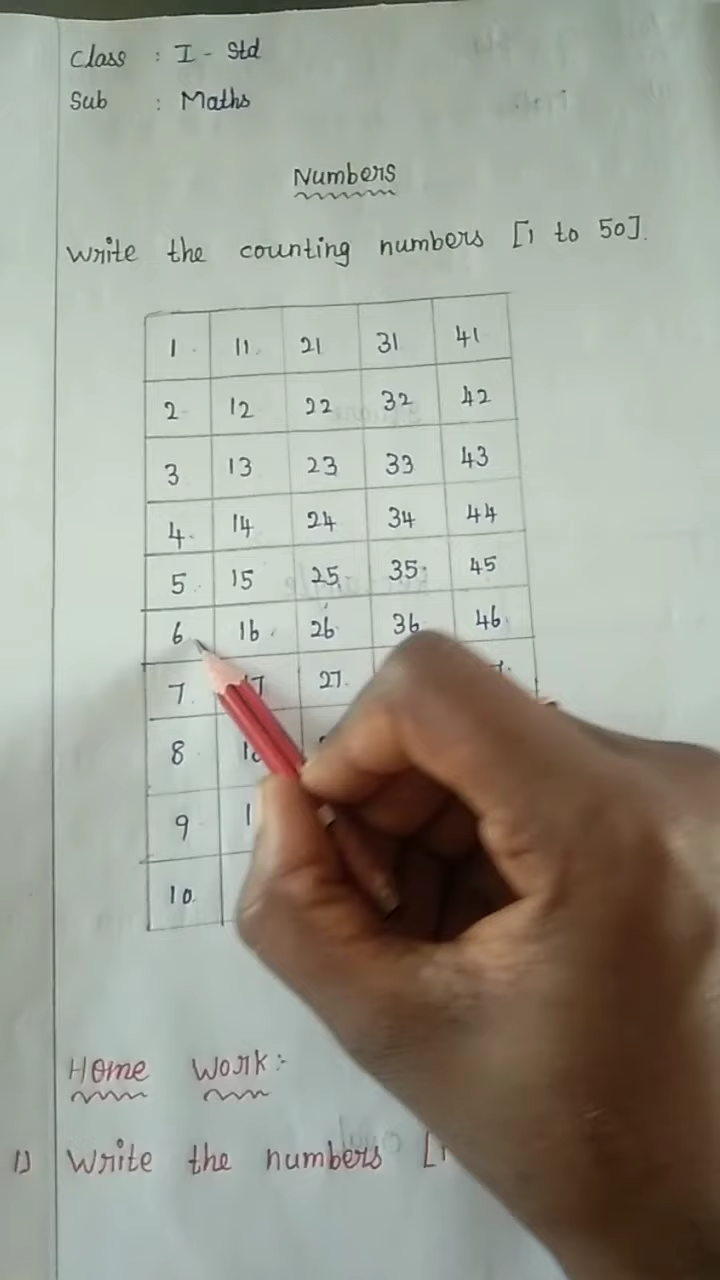 Class : I - Std
Sub : Maths
Numbers
Write the counting numbers [1 to 50].
1 11 21 31 41
2 12 22 32 42
3 13 23 33 43
4 14 24 34 44
5 15 25 35 45
6 16 26 36 46
7 17 27
8
9
10
Home Work:-
1) Write the numbers [1